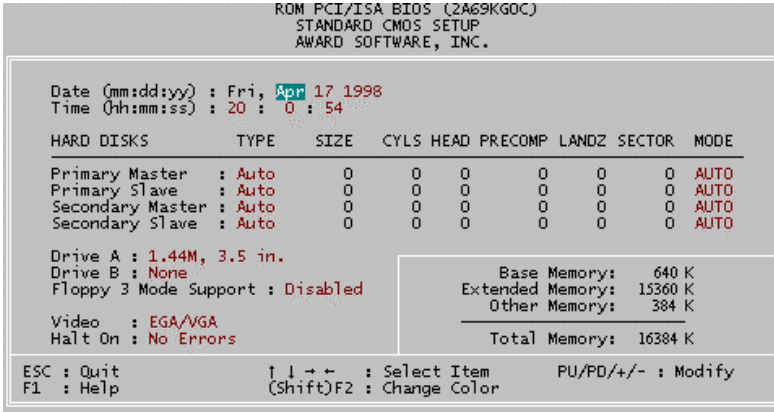 ROM PCI/ISA BIOS (2A69KGOC)
STANDARD CMOS SETUP
AWARD SOFTWARE, INC.
Date (mm:dd:yy) : Fri, Apr 17 1998
Time (hh:mm:ss) : 20 : 0 : 54
HARD DISKS TYPE SIZE CYLS HEAD PRECOMP LANDZ SECTOR MODE
Primary Master : Auto 0 0 0 0 0 0 AUTO
Primary Slave : Auto 0 0 0 0 0 0 AUTO
Secondary Master : Auto 0 0 0 0 0 0 AUTO
Secondary Slave : Auto 0 0 0 0 0 0 AUTO
Drive A : 1.44M, 3.5 in.
Drive B : None
Floppy 3 Mode Support : Disabled
Video : EGA/VGA
Halt On : No Errors
Base Memory: 640 K
Extended Memory: 15360 K
Other Memory: 384 K
Total Memory: 16384 K
ESC : Quit ↑ ↓ → ← : Select Item PU/PD/+/- : Modify
F1 : Help (Shift)F2 : Change Color